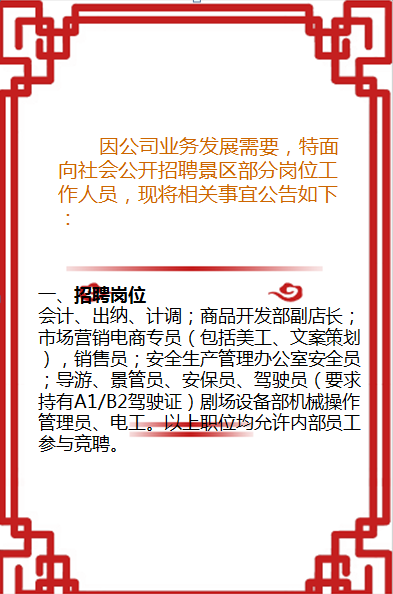 因公司业务发展需要，特面
向社会公开招聘景区部分岗位工
作人员，现将相关事宜公告如下
：
一、招聘岗位
会计、出纳、计调；商品开发部副店长；
市场营销电商专员（包括美工、文案策划
），销售员；安全生产管理办公室安全员
；导游、景管员、安保员、驾驶员（要求
持有A1/B2驾驶证）剧场设备部机械操作
管理员、电工。以上职位均允许内部员工
参与竞聘。